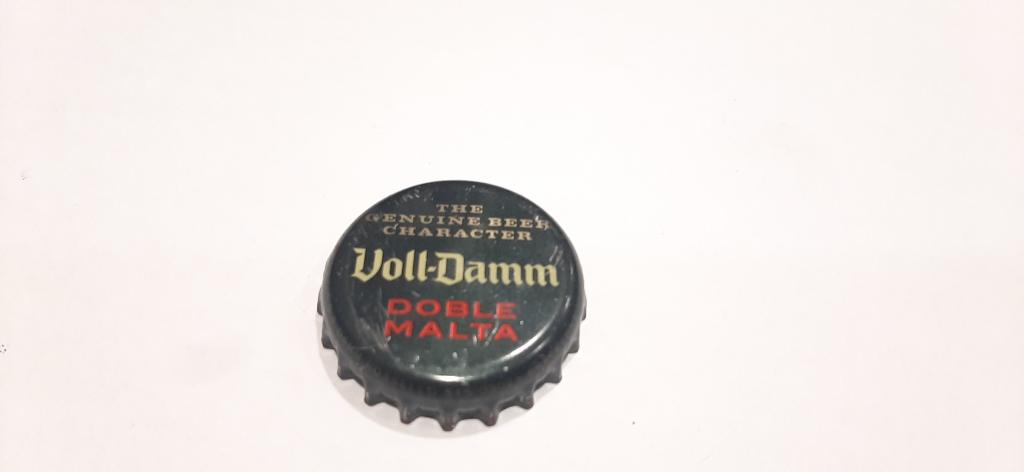 THE
GENUINE BEER
CHARACTER
Voll-Damm
DOBLE
MALTA